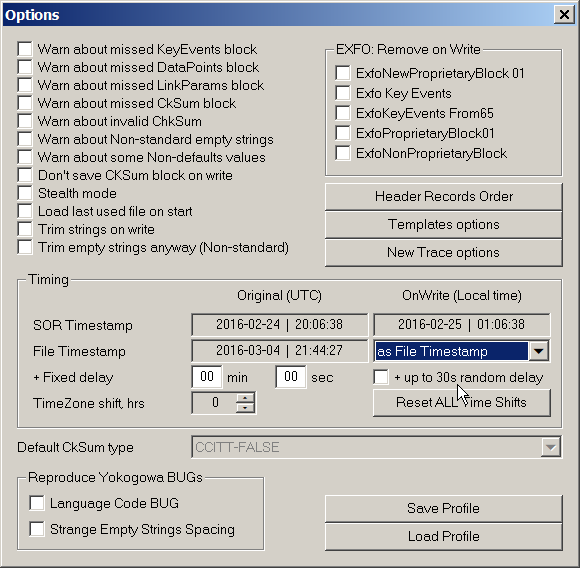 Options
Warn about missed KeyEvents block
Warn about missed DataPoints block
Warn about missed LinkParams block
Warn about missed CkSum block
Warn about invalid ChkSum
Warn about Non-standard empty strings
Warn about some Non-defaults values
Don't save CKSum block on write
Stealth mode
Load last used file on start
Trim strings on write
Trim empty strings anyway (Non-standard)
EXFO: Remove on Write
ExfoNewProprietaryBlock 01
Exfo Key Events
ExfoKeyEvents From65
ExfoProprietaryBlock01
ExfoNonProprietaryBlock
Header Records Order
Templates options
New Trace options
Timing
Original (UTC) OnWrite (Local time)
SOR Timestamp 2016-02-24 | 20:06:38 2016-02-25 | 01:06:38
File Timestamp 2016-03-04 | 21:44:27 as File Timestamp
+ Fixed delay 00 min 00 sec + up to 30s random delay
TimeZone shift, hrs 0 Reset ALL Time Shifts
Default CkSum type CCITT-FALSE
Reproduce Yokogowa BUGs
Language Code BUG
Strange Empty Strings Spacing
Save Profile
Load Profile